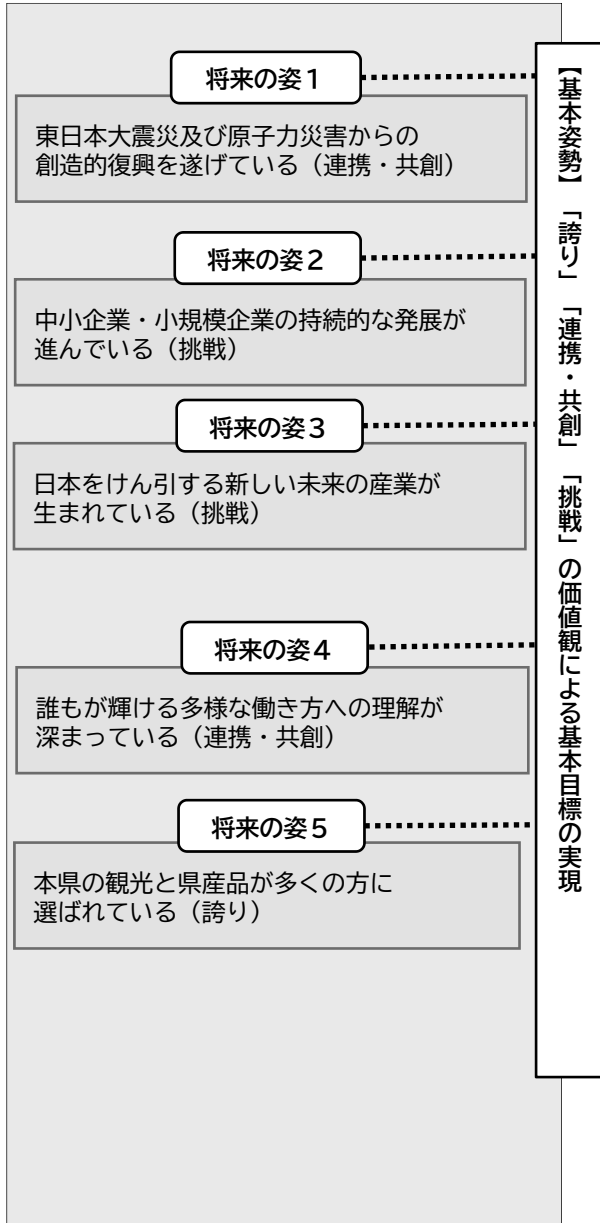 将来の姿１
東日本大震災及び原子力災害からの
創造的復興を遂げている（連携・共創）
将来の姿２
中小企業・小規模企業の持続的な発展が
進んでいる（挑戦）
将来の姿３
日本をけん引する新しい未来の産業が
生まれている（挑戦）
将来の姿４
誰もが輝ける多様な働き方への理解が
深まっている（連携・共創）
将来の姿５
本県の観光と県産品が多くの方に
選ばれている（誇り）
【基本姿勢】　「誇り」　「連携・共創」　「挑戦」の価値観による基本目標の実現